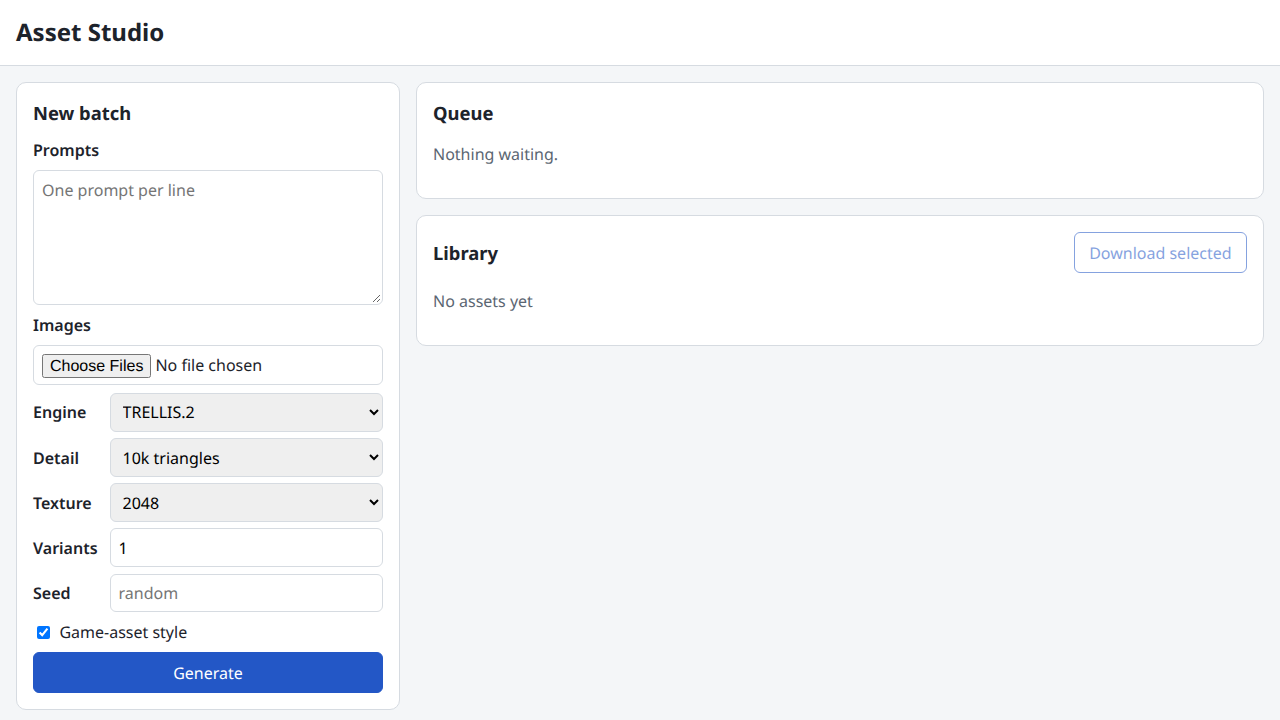 Asset Studio
New batch
Prompts
One prompt per line
Images
Choose Files No file chosen
Engine TRELLIS.2
Detail 10k triangles
Texture 2048
Variants 1
Seed random
Game-asset style
Generate
Queue
Nothing waiting.
Library Download selected
No assets yet